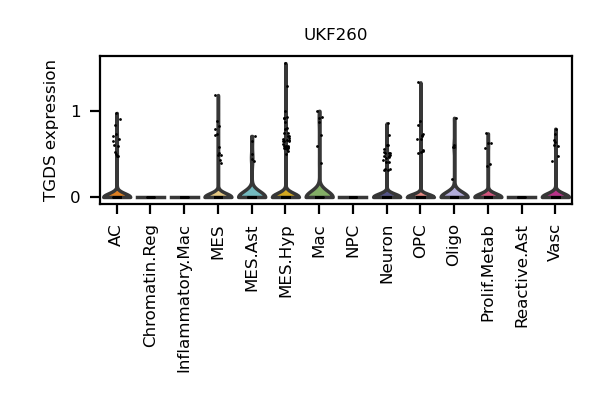 UKF260
TGDS expression
1
0
AC
Chromatin.Reg
Inflammatory.Mac
MES
MES.Ast
MES.Hyp
Mac
NPC
Neuron
OPC
Oligo
Prolif.Metab
Reactive.Ast
Vasc